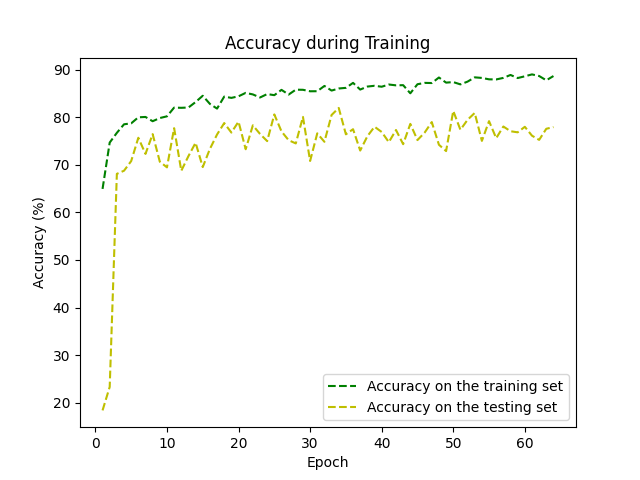 Accuracy during Training
Accuracy (%)
90
80
70
60
50
40
30
20
0 10 20 30 40 50 60
Epoch
Accuracy on the training set
Accuracy on the testing set